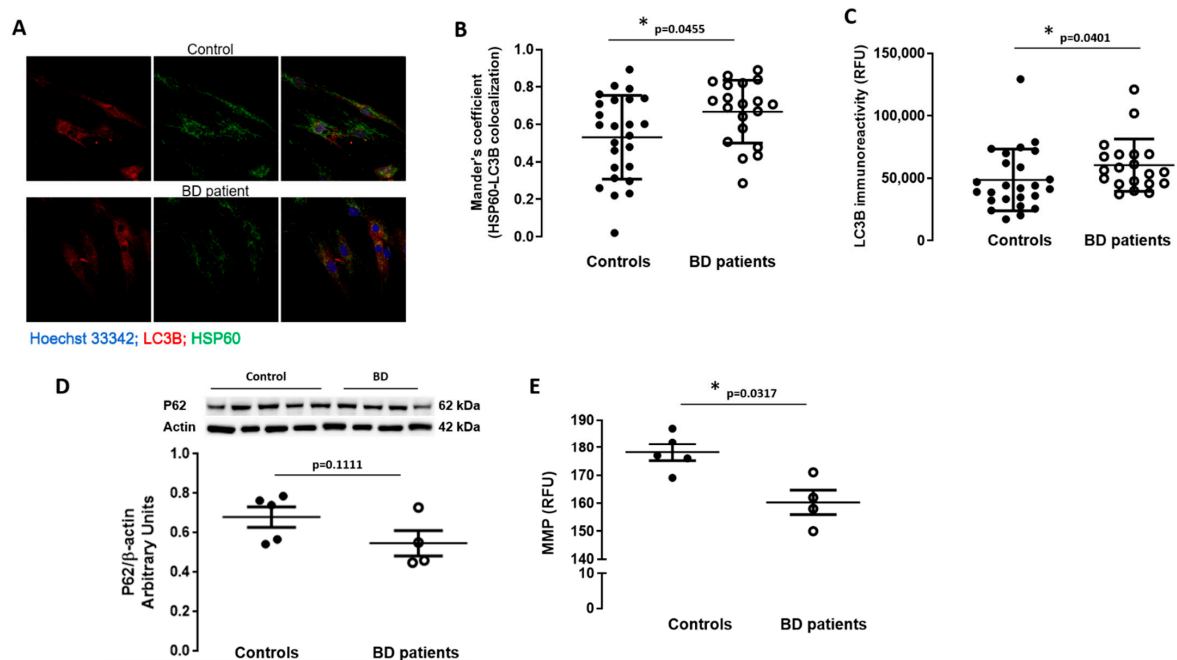 A
Control
BD patient
Hoechst 33342; LC3B; HSP60
B
* p=0.0455
Mander's coefficient
(HSP60-LC3B colocalization)
1.0
0.8
0.6
0.4
0.2
0.0
Controls BD patients
C
* p=0.0401
LC3B immunoreactivity (RFU)
150,000
100,000
50,000
0
Controls BD patients
D
Control BD
P62 62 kDa
Actin 42 kDa
p=0.1111
P62/β-actin
Arbitrary Units
1.0
0.8
0.6
0.4
0.2
0.0
Controls BD patients
E
* p=0.0317
MMP (RFU)
190
180
170
160
150
140
10
0
Controls BD patients